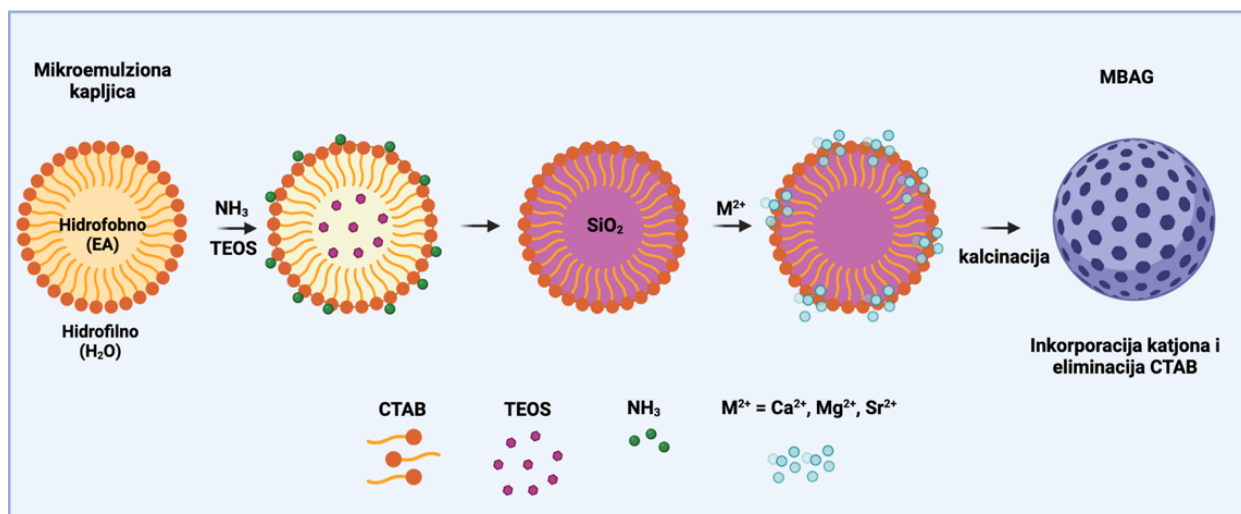 Mikroemulziona
kapljica
Hidrofobno
(EA)
Hidrofilno
(H₂O)
NH₃
TEOS
SiO₂
M²⁺
kalcinacija
MBAG
Inkorporacija katjona i
eliminacija CTAB
CTAB
TEOS
NH₃
M²⁺ = Ca²⁺, Mg²⁺, Sr²⁺